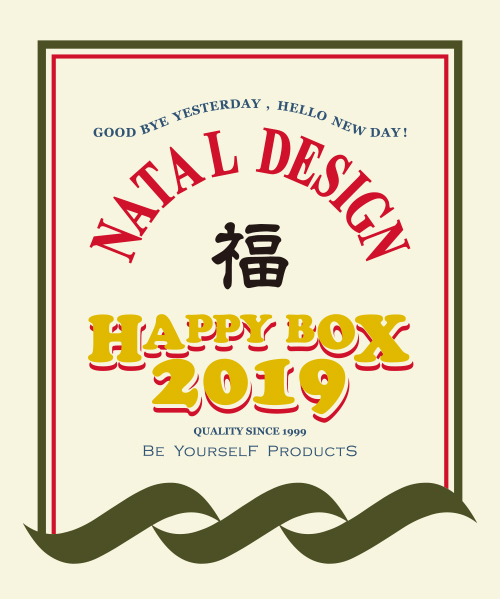 GOOD BYE YESTERDAY , HELLO NEW DAY!
NATAL DESIGN
福
HAPPY BOX
2019
QUALITY SINCE 1999
BE YOURSELF PRODUCTS